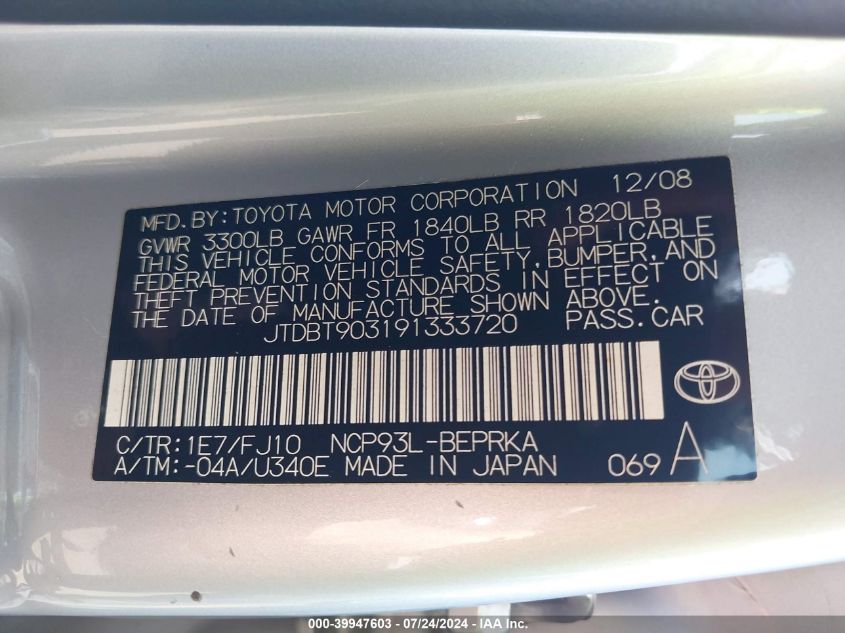 MFD. BY: TOYOTA MOTOR CORPORATION 12/08
GVWR 3300LB GAWR FR 1840LB RR 1820LB
THIS VEHICLE CONFORMS TO ALL APPLICABLE
FEDERAL MOTOR VEHICLE SAFETY, BUMPER, AND
THEFT PREVENTION STANDARDS IN EFFECT ON
THE DATE OF MANUFACTURE SHOWN ABOVE.
JTDBT903191333720 PASS. CAR
C/TR: 1E7/FJ10 NCP93L-BEPRKA
A/TM: -04A/U340E MADE IN JAPAN 069 A
000-39947603 - 07/24/2024 - IAA Inc.